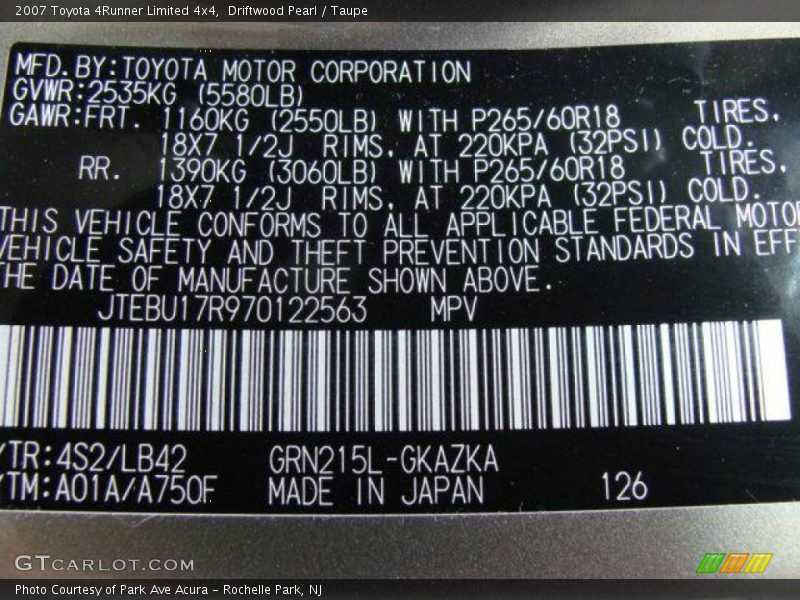 2007 Toyota 4Runner Limited 4x4, Driftwood Pearl / Taupe
MFD.BY:TOYOTA MOTOR CORPORATION
GVWR:2535KG (5580LB)
GAWR:FRT. 1160KG (2550LB) WITH P265/60R18 TIRES,
18X7 1/2J RIMS, AT 220KPA (32PSI) COLD.
RR. 1390KG (3060LB) WITH P265/60R18 TIRES,
18X7 1/2J RIMS, AT 220KPA (32PSI) COLD.
THIS VEHICLE CONFORMS TO ALL APPLICABLE FEDERAL MOTOR
VEHICLE SAFETY AND THEFT PREVENTION STANDARDS IN EFF
THE DATE OF MANUFACTURE SHOWN ABOVE.
JTEBU17R970122563 MPV
/TR:4S2/LB42 GRN215L-GKAZKA
/TM:A01A/A750F MADE IN JAPAN 126
GTCARLOT.COM
Photo Courtesy of Park Ave Acura - Rochelle Park, NJ